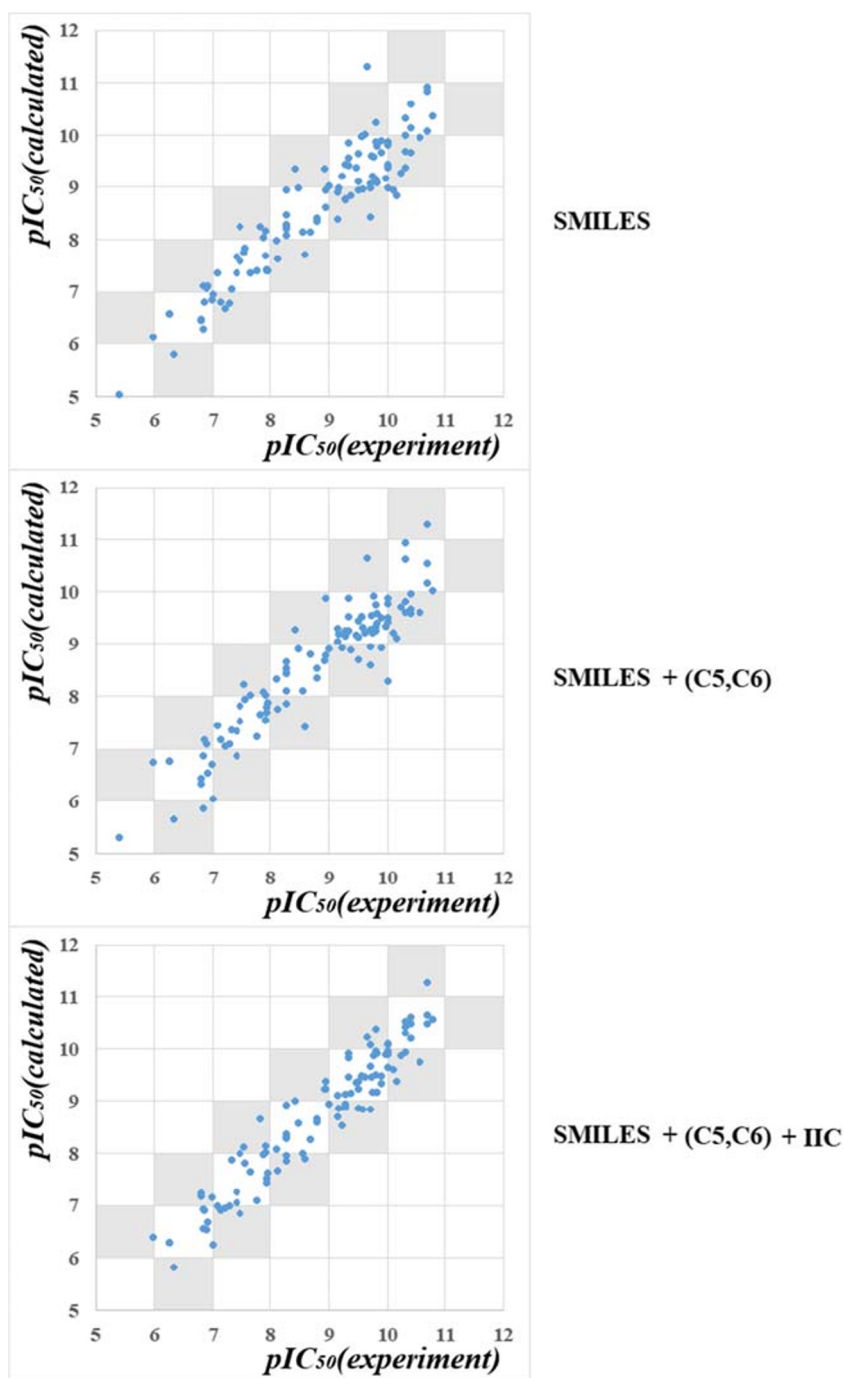 12
11
10
9
8
7
6
5
pIC50(calculated)
5 6 7 8 9 10 11 12
pIC50(experiment)
SMILES
12
11
10
9
8
7
6
5
pIC50(calculated)
5 6 7 8 9 10 11 12
pIC50(experiment)
SMILES + (C5,C6)
12
11
10
9
8
7
6
5
pIC50(calculated)
5 6 7 8 9 10 11 12
pIC50(experiment)
SMILES + (C5,C6) + IIC